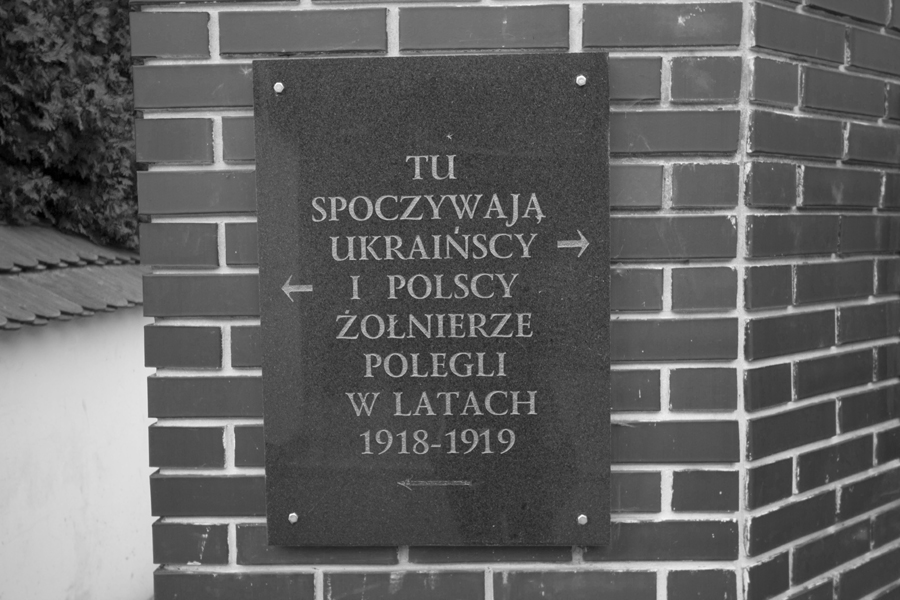 TU
SPOCZYWAJĄ
UKRAIŃSCY →
← I POLSCY
ŻOŁNIERZE
POLEGLI
W LATACH
1918-1919